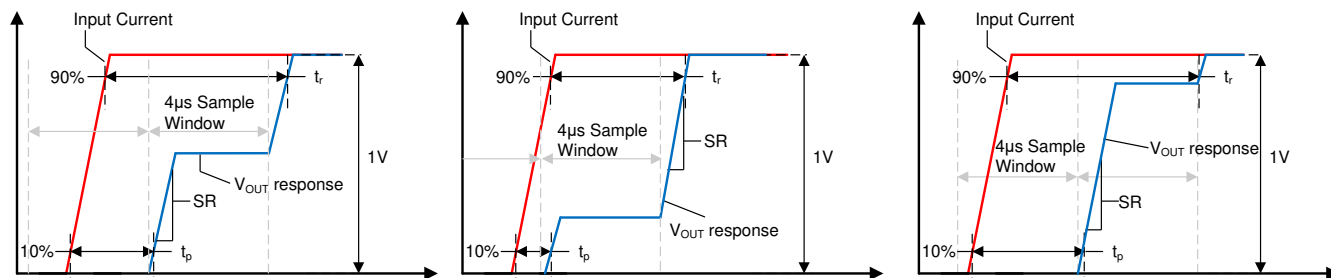 Input Current
90%
t_r
4µs Sample
Window
1V
V_OUT response
SR
10%
t_p
Input Current
90%
t_r
4µs Sample
Window
SR
1V
V_OUT response
10%
t_p
Input Current
90%
t_r
4µs Sample
Window
V_OUT response
1V
SR
10%
t_p